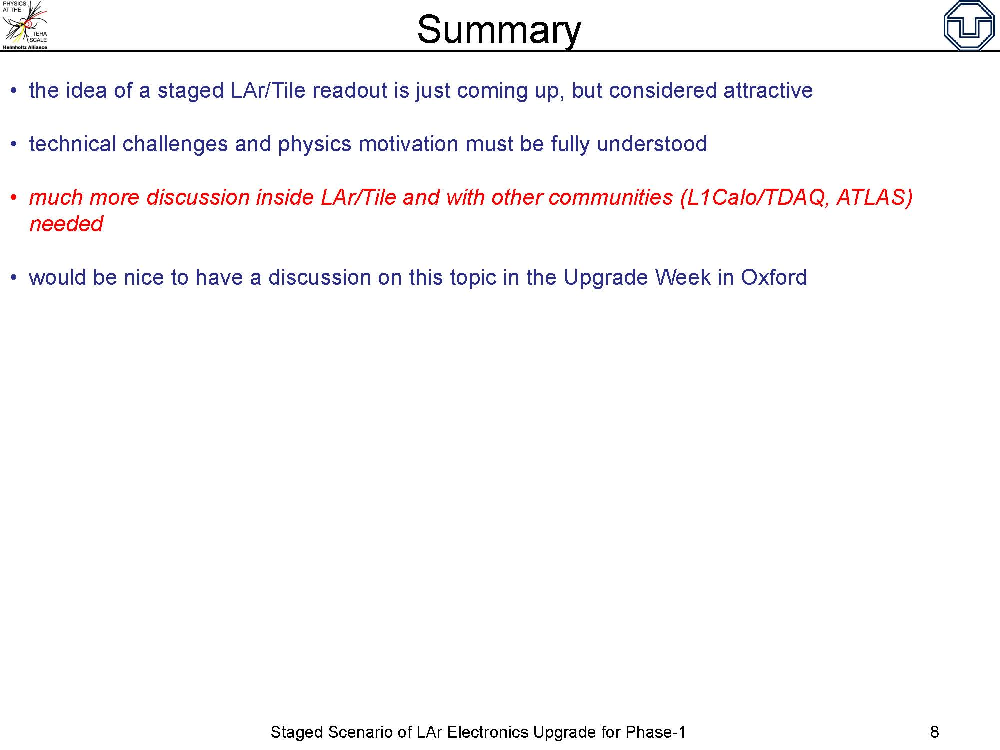 PHYSICS
AT THE
TERA
SCALE
Helmholtz Alliance
Summary
• the idea of a staged LAr/Tile readout is just coming up, but considered attractive
• technical challenges and physics motivation must be fully understood
• much more discussion inside LAr/Tile and with other communities (L1Calo/TDAQ, ATLAS)
needed
• would be nice to have a discussion on this topic in the Upgrade Week in Oxford
Staged Scenario of LAr Electronics Upgrade for Phase-1
8